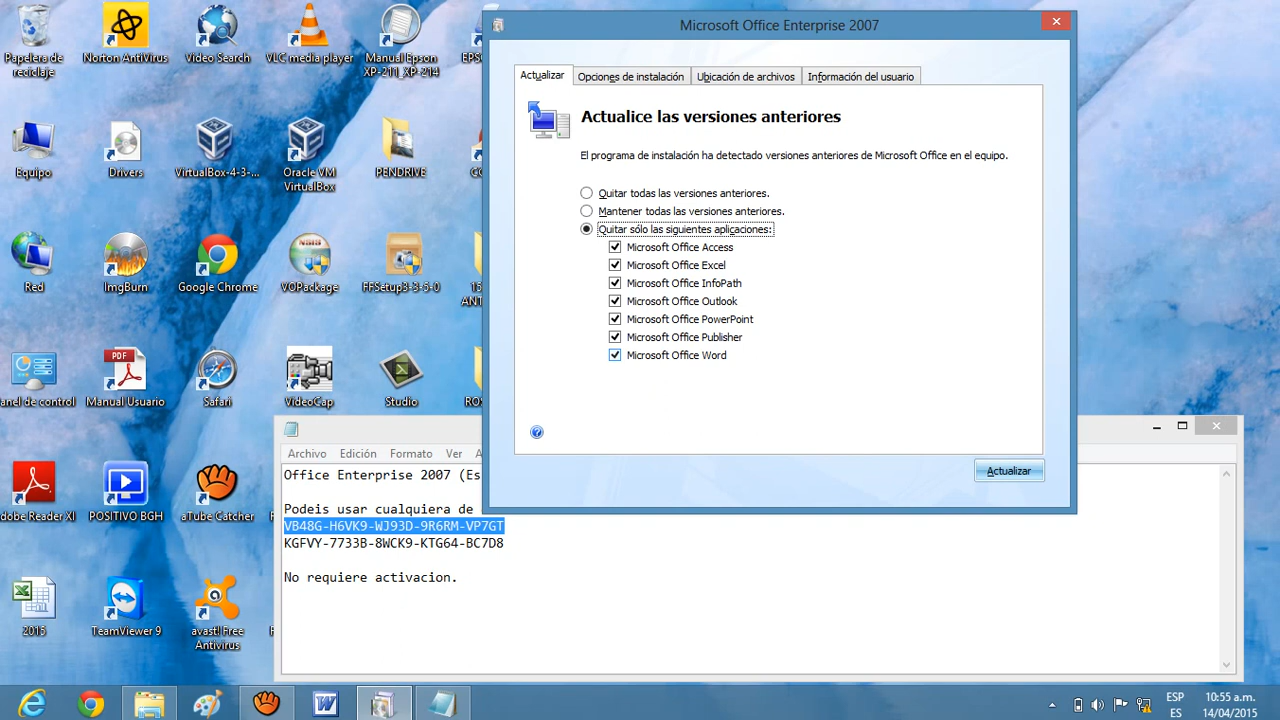 Papelera de
reciclaje
Norton AntiVirus
Video Search
VLC media player
Manual Epson
XP-211_XP-214
Equipo
Drivers
VirtualBox-4-3-...
Oracle VM
VirtualBox
PENDRIVE
Red
ImgBurn
Google Chrome
NSIS
VOPackage
FFSetup3-3-5-0
anel de control
PDF
Manual Usuario
Safari
VideoCap
Studio
dobe Reader XI
POSITIVO BGH
aTube Catcher
2015
TeamViewer 9
avast! Free
Antivirus
Microsoft Office Enterprise 2007
Actualizar
Opciones de instalación
Ubicación de archivos
Información del usuario
Actualice las versiones anteriores
El programa de instalación ha detectado versiones anteriores de Microsoft Office en el equipo.
Quitar todas las versiones anteriores.
Mantener todas las versiones anteriores.
Quitar sólo las siguientes aplicaciones:
Microsoft Office Access
Microsoft Office Excel
Microsoft Office InfoPath
Microsoft Office Outlook
Microsoft Office PowerPoint
Microsoft Office Publisher
Microsoft Office Word
Actualizar
Archivo Edición Formato Ver A
Office Enterprise 2007 (Es
Podeis usar cualquiera de
VB48G-H6VK9-WJ93D-9R6RM-VP7GT
KGFVY-7733B-8WCK9-KTG64-BC7D8
No requiere activacion.
ESP
ES
10:55 a.m.
14/04/2015